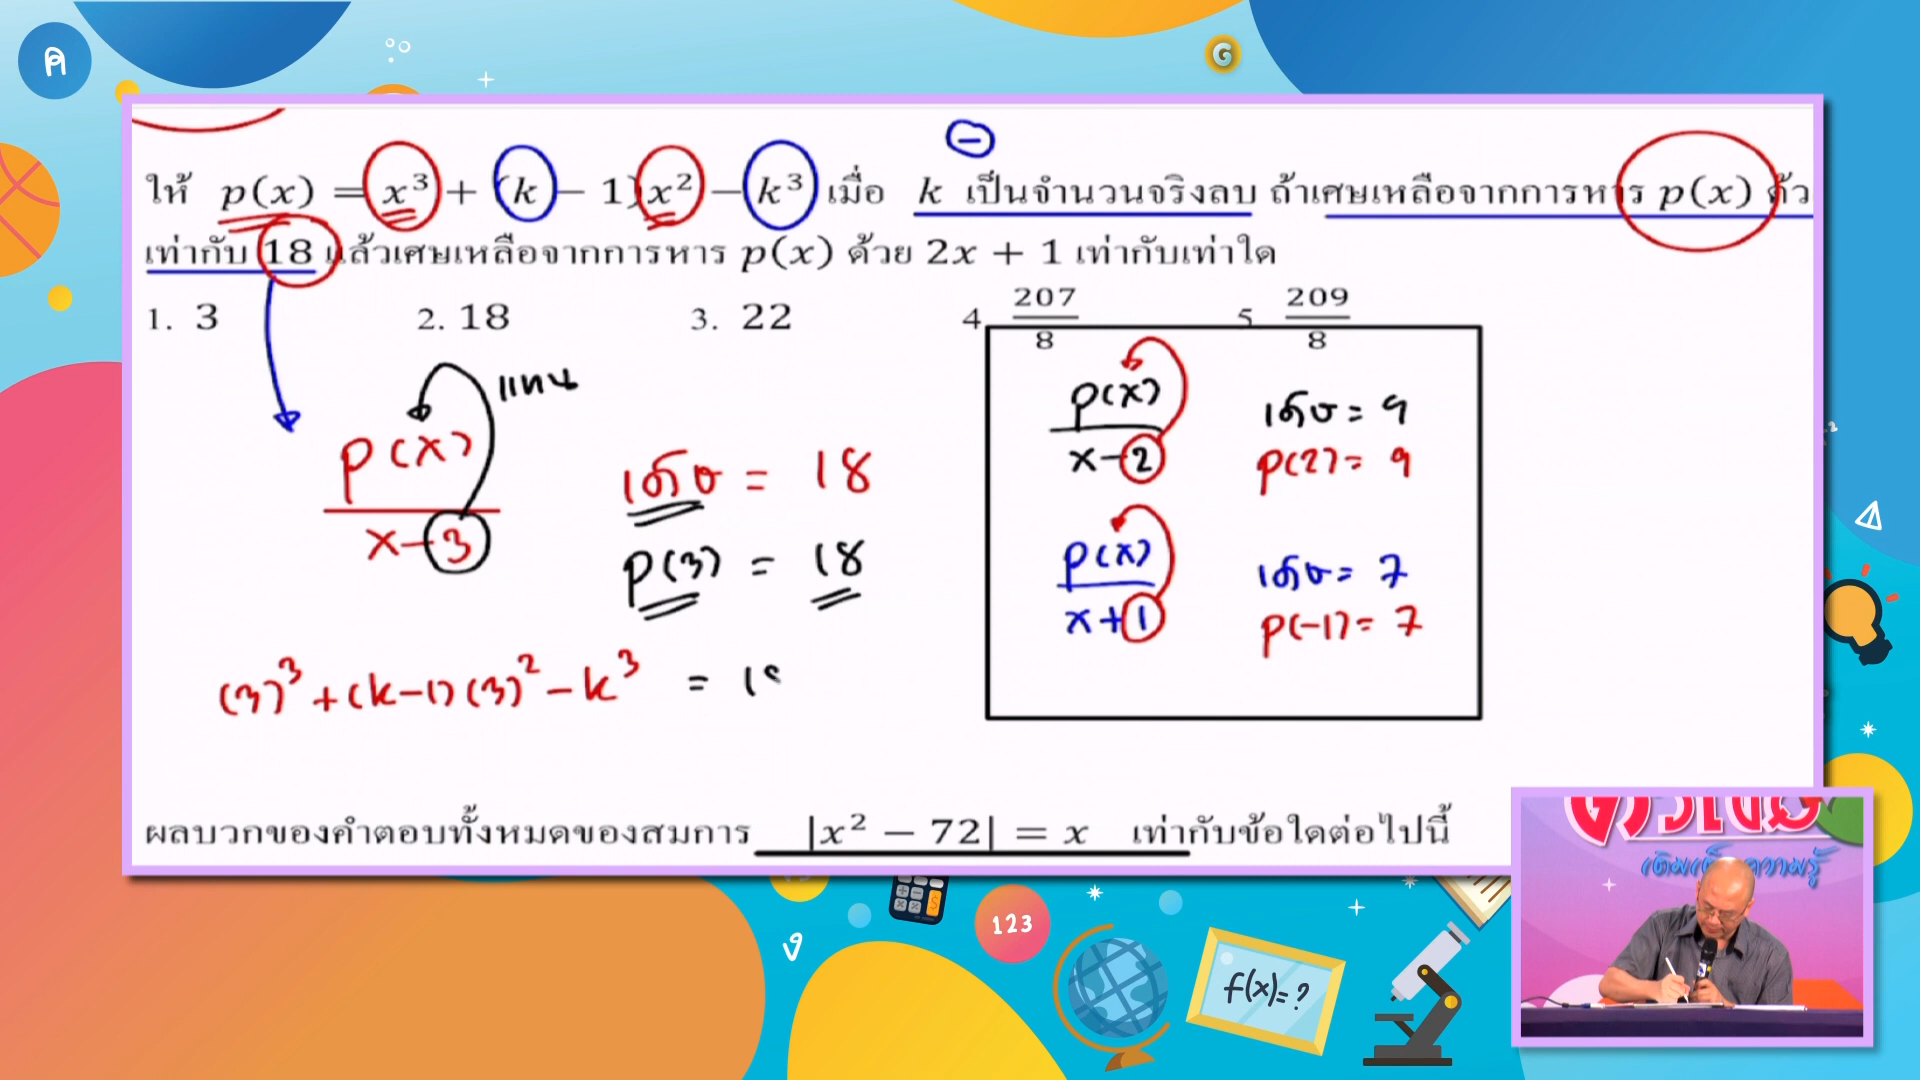 ค
ให้ p(x) = x³ + (k − 1)x² − k³ เมื่อ k เป็นจำนวนจริงลบ ถ้าเศษเหลือจากการหาร p(x) ด้ว
เท่ากับ 18 แล้วเศษเหลือจากการหาร p(x) ด้วย 2x + 1 เท่ากับเท่าใด
1. 3 2. 18 3. 22 4 207/8 5 209/8
แทน
p(x)/x-3
เศษ = 18
p(3) = 18
(3)³ + (k-1)(3)² - k³ = 18
p(x)/x-2 เศษ = 9
p(2) = 9
p(x)/x+1 เศษ = 7
p(-1) = 7
ผลบวกของคำตอบทั้งหมดของสมการ |x² − 72| = x เท่ากับข้อใดต่อไปนี้
123
f(x)=?